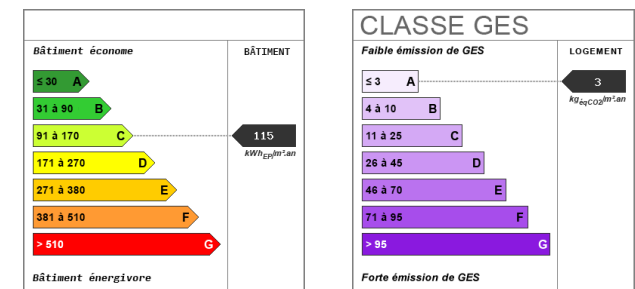 Bâtiment économe
BÂTIMENT
≤ 30 A
31 à 90 B
91 à 170 C
115
kWhEP/m².an
171 à 270 D
271 à 380 E
381 à 510 F
> 510 G
Bâtiment énergivore
CLASSE GES
Faible émission de GES
LOGEMENT
≤ 3 A
3
kgéqCO2/m².an
4 à 10 B
11 à 25 C
26 à 45 D
46 à 70 E
71 à 95 F
> 95 G
Forte émission de GES